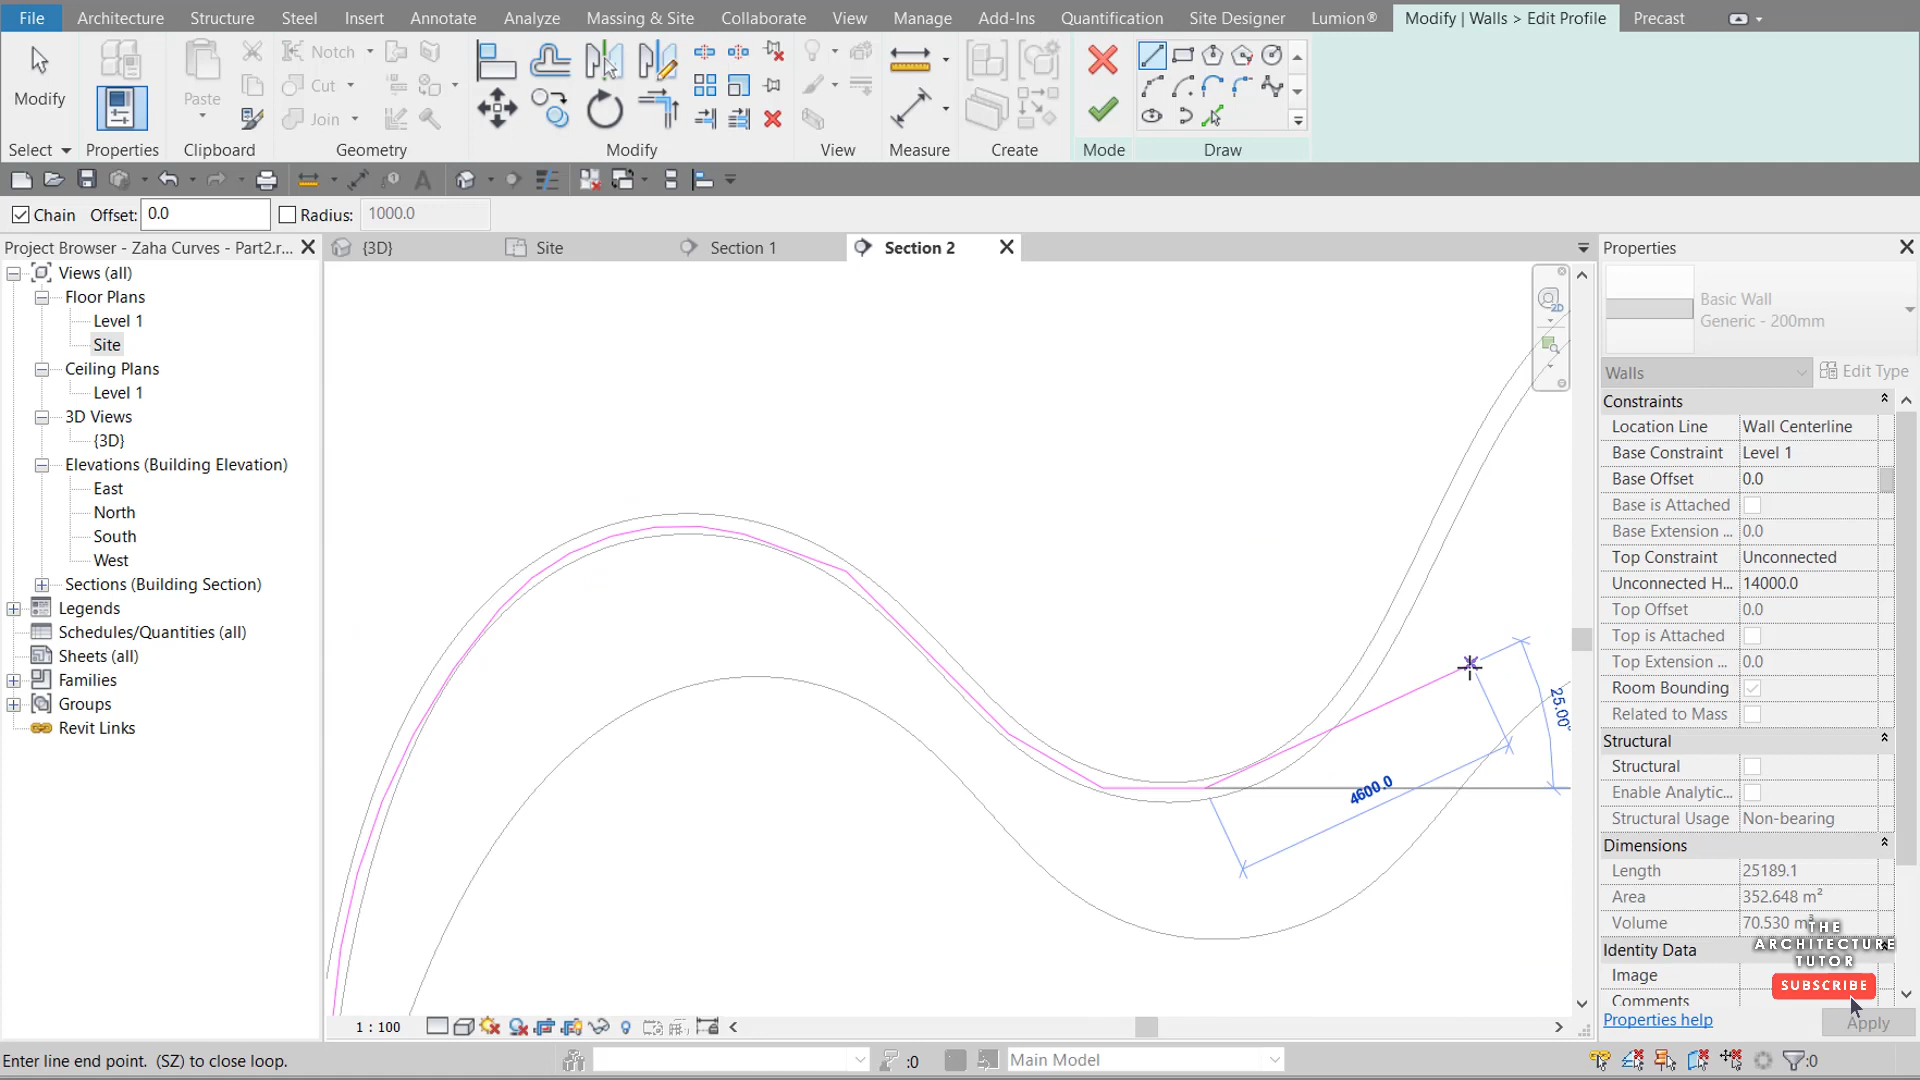 File Architecture Structure Steel Insert Annotate Analyze Massing & Site Collaborate View Manage Add-Ins Quantification Site Designer Lumion® Modify | Walls > Edit Profile Precast
Modify
Paste
Notch
Cut
Join
Select Properties Clipboard Geometry Modify View Measure Create Mode Draw
Chain Offset: 0.0 Radius: 1000.0
Project Browser - Zaha Curves - Part2.r...
{3D} Site Section 1 Section 2
Views (all)
Floor Plans
Level 1
Site
Ceiling Plans
Level 1
3D Views
{3D}
Elevations (Building Elevation)
East
North
South
West
Sections (Building Section)
Legends
Schedules/Quantities (all)
Sheets (all)
Families
Groups
Revit Links
2D
25.00°
4600.0
Properties
Basic Wall
Generic - 200mm
Walls Edit Type
Constraints
Location Line Wall Centerline
Base Constraint Level 1
Base Offset 0.0
Base is Attached
Base Extension ... 0.0
Top Constraint Unconnected
Unconnected H... 14000.0
Top Offset 0.0
Top is Attached
Top Extension ... 0.0
Room Bounding
Related to Mass
Structural
Structural
Enable Analytic...
Structural Usage Non-bearing
Dimensions
Length 25189.1
Area 352.648 m²
Volume 70.530 m³
Identity Data
Image
Comments
Properties help Apply
THE
ARCHITECTURE
TUTOR
SUBSCRIBE
1 : 100
Enter line end point. (SZ) to close loop.
:0
Main Model
:0